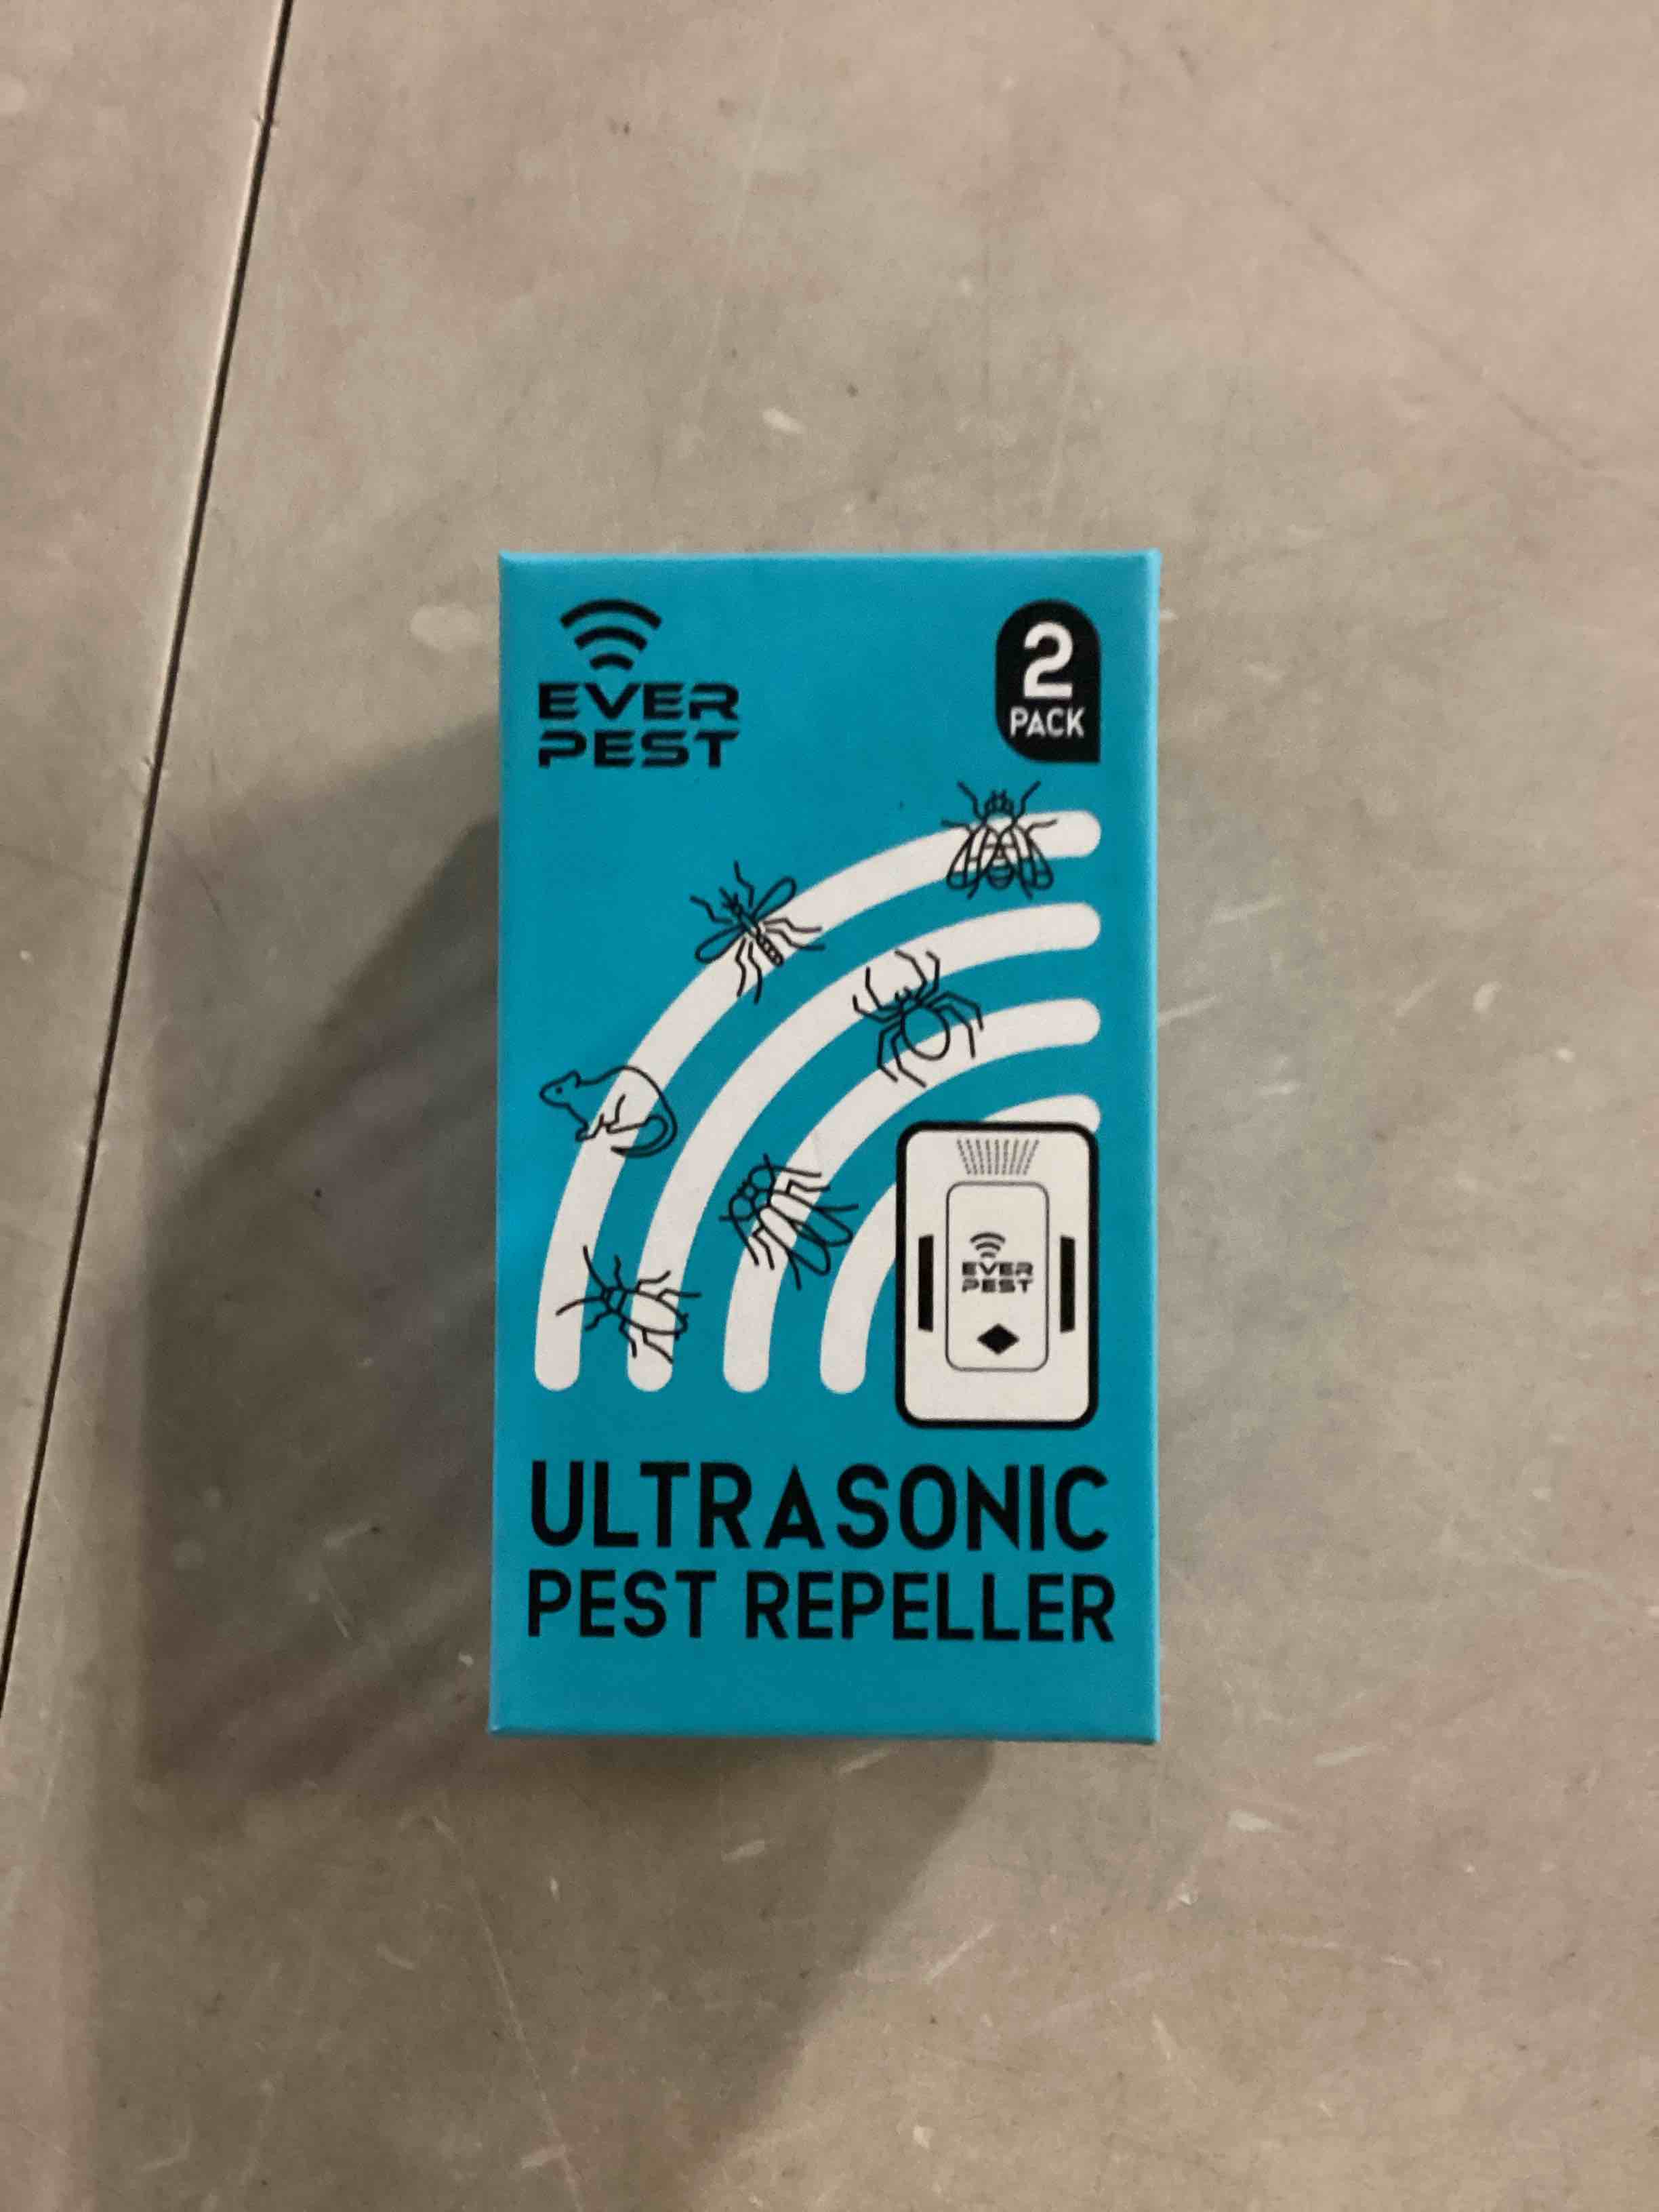 EVER
PEST
2
PACK
EVER
PEST
ULTRASONIC
PEST REPELLER